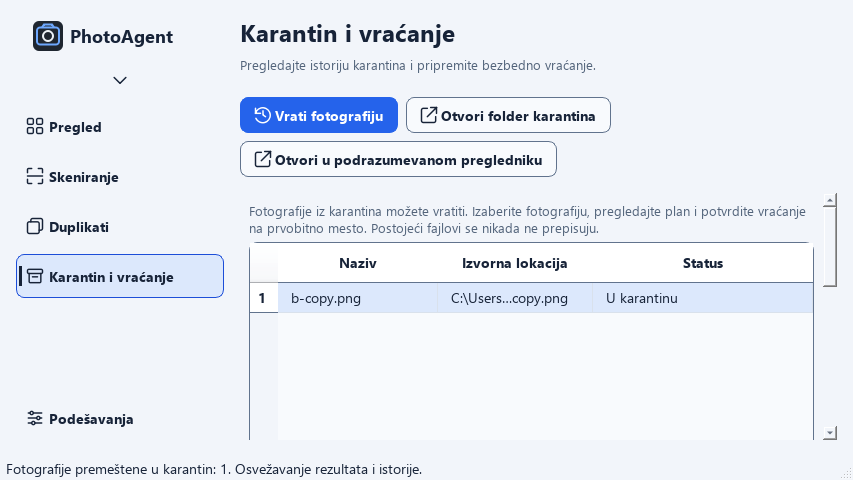 PhotoAgent
Pregled
Skeniranje
Duplikati
Karantin i vraćanje
Podešavanja
Karantin i vraćanje
Pregledajte istoriju karantina i pripremite bezbedno vraćanje.
Vrati fotografiju
Otvori folder karantina
Otvori u podrazumevanom pregledniku
Fotografije iz karantina možete vratiti. Izaberite fotografiju, pregledajte plan i potvrdite vraćanje
na prvobitno mesto. Postojeći fajlovi se nikada ne prepisuju.
Naziv Izvorna lokacija Status
1 b-copy.png C:\Users...copy.png U karantinu
Fotografije premeštene u karantin: 1. Osvežavanje rezultata i istorije.